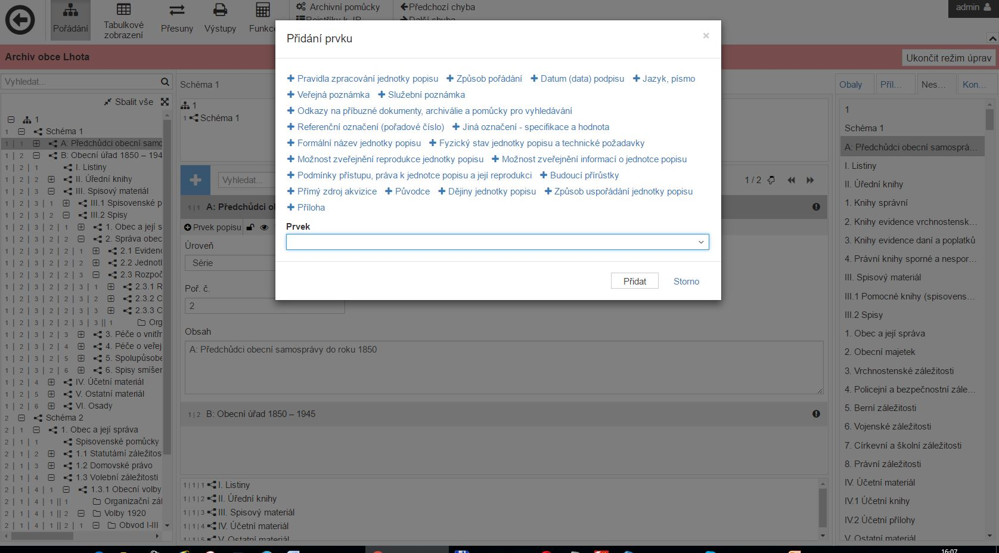 Pořádání
Tabulkové
zobrazení
Přesuny
Výstupy
Archivní pomůcky
Předchozí chyba
admin
Archiv obce Lhota
Ukončit režim úprav
Vyhledat...
Sbalit vše
1
1 Schéma 1
1 | 1 A: Předchůdci obecní samo
1 | 2 B: Obecní úřad 1850 – 194
1 | 2 | 1 I. Listiny
1 | 2 | 2 II. Úřední knihy
1 | 2 | 3 III. Spisový materiál
1 | 2 | 3 | 1 III.1 Spisovenské p
1 | 2 | 3 | 2 III.2 Spisy
1 | 2 | 3 | 2 | 1 1. Obec a její s
1 | 2 | 3 | 2 | 2 2. Správa obec
1 | 2 | 3 | 2 | 2 | 1 2.1 Evidenc
1 | 2 | 3 | 2 | 2 | 2 2.2 Jednotl
1 | 2 | 3 | 2 | 2 | 3 2.3 Rozpoč
1 | 2 | 3 | 2 | 2 | 3 | 1 2.3.1 R
1 | 2 | 3 | 2 | 2 | 3 | 2 2.3.2 O
1 | 2 | 3 | 2 | 2 | 3 | 3 2.3.3 O
1 | 2 | 3 | 2 | 2 | 3 | 3 || 1 Org
1 | 2 | 3 | 2 | 3 3. Péče o vnitřn
1 | 2 | 3 | 2 | 4 4. Péče o veřej
1 | 2 | 3 | 2 | 5 5. Spolupůsobe
1 | 2 | 3 | 2 | 6 6. Spisy smíšen
1 | 2 | 4 IV. Účetní materiál
1 | 2 | 5 V. Ostatní materiál
1 | 2 | 6 VI. Osady
2 Schéma 2
2 | 1 1. Obec a její správa
2 | 1 | 1 Spisovenské pomůcky
2 | 1 | 2 1.1 Statutární záležitos
2 | 1 | 3 1.2 Domovské právo
2 | 1 | 4 1.3 Volební záležitosti
2 | 1 | 4 | 1 1.3.1 Obecní volby
2 | 1 | 4 | 1 || 1 Organizační zál
2 | 1 | 4 | 1 || 2 Volby 1920
2 | 1 | 4 | 1 || 2 | 1 Obvod I-III
Schéma 1
1
1 Schéma 1
Vyhledat...
1 / 2
1 | 1 A: Předchůdci ob
Prvek popisu
Úroveň
Série
Poř. č.
2
Obsah
A: Předchůdci obecní samosprávy do roku 1850
1 | 2 B: Obecní úřad 1850 – 1945
1 | 1 | 1 I. Listiny
1 | 1 | 2 II. Úřední knihy
1 | 1 | 3 III. Spisový materiál
1 | 1 | 4 IV. Účetní materiál
1 | 1 | 5 V. Ostatní materiál
Přidání prvku
×
Pravidla zpracování jednotky popisu Způsob pořádání Datum (data) podpisu Jazyk, písmo
Veřejná poznámka Služební poznámka
Odkazy na příbuzné dokumenty, archiválie a pomůcky pro vyhledávání
Referenční označení (pořadové číslo) Jiná označení - specifikace a hodnota
Formální název jednotky popisu Fyzický stav jednotky popisu a technické požadavky
Možnost zveřejnění reprodukce jednotky popisu Možnost zveřejnění informací o jednotce popisu
Podmínky přístupu, práva k jednotce popisu a její reprodukci Budoucí přírůstky
Přímý zdroj akvizice Původce Dějiny jednotky popisu Způsob uspořádání jednotky popisu
Příloha
Prvek
Přidat
Storno
Obaly Příl... Nes... Kon...
1
Schéma 1
A: Předchůdci obecní samosprá...
I. Listiny
II. Úřední knihy
1. Knihy správní
2. Knihy evidence vrchnostensk...
3. Knihy evidence daní a poplatků
4. Právní knihy sporné a nespor...
III. Spisový materiál
III.1 Pomocné knihy (spisovens...
III.2 Spisy
1. Obec a její správa
2. Obecní majetek
3. Vrchnostenské záležitosti
4. Policejní a bezpečnostní zále...
5. Berní záležitosti
6. Vojenské záležitosti
7. Církevní a školní záležitosti
8. Právní záležitosti
IV. Účetní materiál
IV.1 Účetní knihy
IV.2 Účetní přílohy
V. Ostatní materiál
16:07